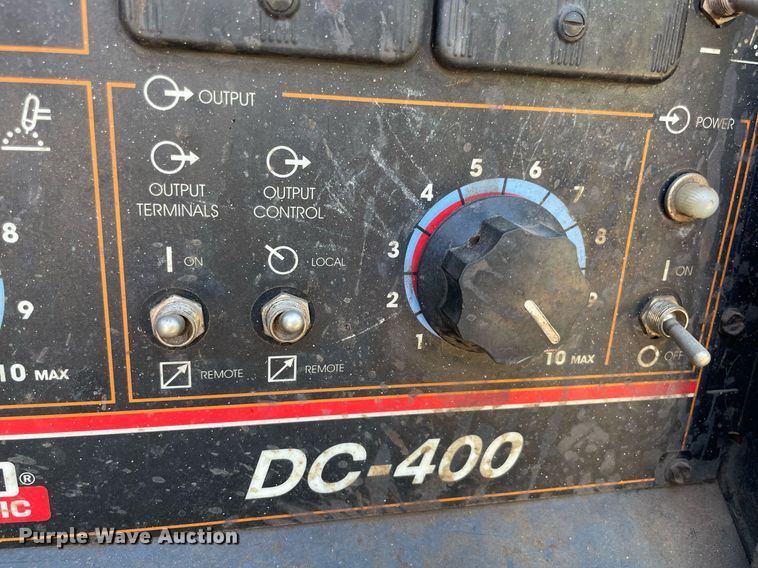 OUTPUT
POWER
OUTPUT
TERMINALS
OUTPUT
CONTROL
ON
LOCAL
REMOTE
REMOTE
1 2 3 4 5 6 7 8 9 10 MAX
ON
OFF
8
9
10 MAX
DC-400
Purple Wave Auction